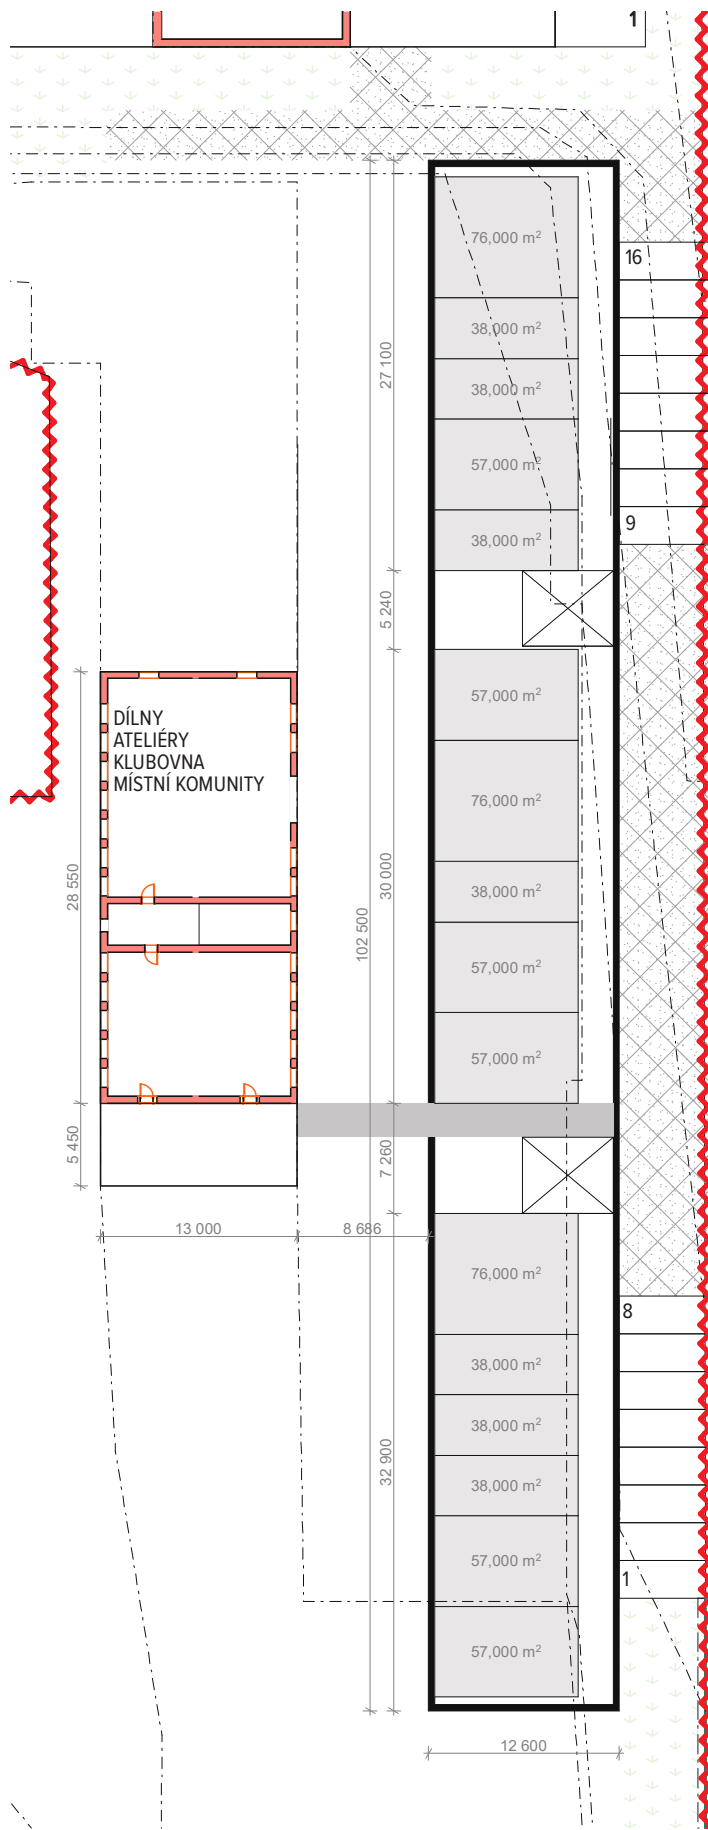 1
76,000 m²
16
38,000 m²
27 100
38,000 m²
57,000 m²
9
38,000 m²
5 240
57,000 m²
DÍLNY
ATELIÉRY
KLUBOVNA
MÍSTNÍ KOMUNITY
76,000 m²
28 550
30 000
38,000 m²
102 500
57,000 m²
57,000 m²
5 450
7 260
13 000
8 686
76,000 m²
8
38,000 m²
38,000 m²
32 900
38,000 m²
57,000 m²
1
57,000 m²
12 600